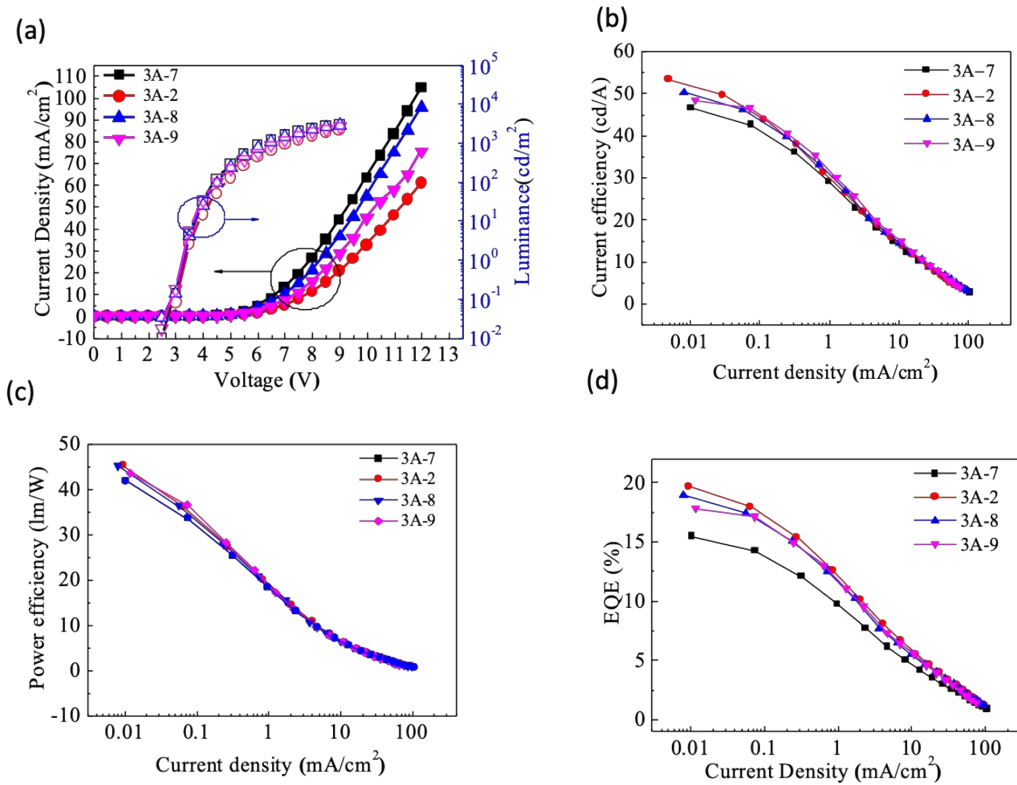 (a)
Current Density (mA/cm²)
110
100
90
80
70
60
50
40
30
20
10
0
-10
3A-7
3A-2
3A-8
3A-9
10⁵
10⁴
10³
10²
10¹
10⁰
10⁻¹
10⁻²
Luminance(cd/m²)
0 1 2 3 4 5 6 7 8 9 10 11 12 13
Voltage (V)
(b)
Current efficiency (cd/A)
60
50
40
30
20
10
0
3A–7
3A–2
3A–8
3A–9
0.01 0.1 1 10 100
Current density (mA/cm²)
(c)
Power efficiency (lm/W)
50
40
30
20
10
0
-10
3A-7
3A-2
3A-8
3A-9
0.01 0.1 1 10 100
Current density (mA/cm²)
(d)
EQE (%)
20
15
10
5
0
3A-7
3A-2
3A-8
3A-9
0.01 0.1 1 10 100
Current Density (mA/cm²)